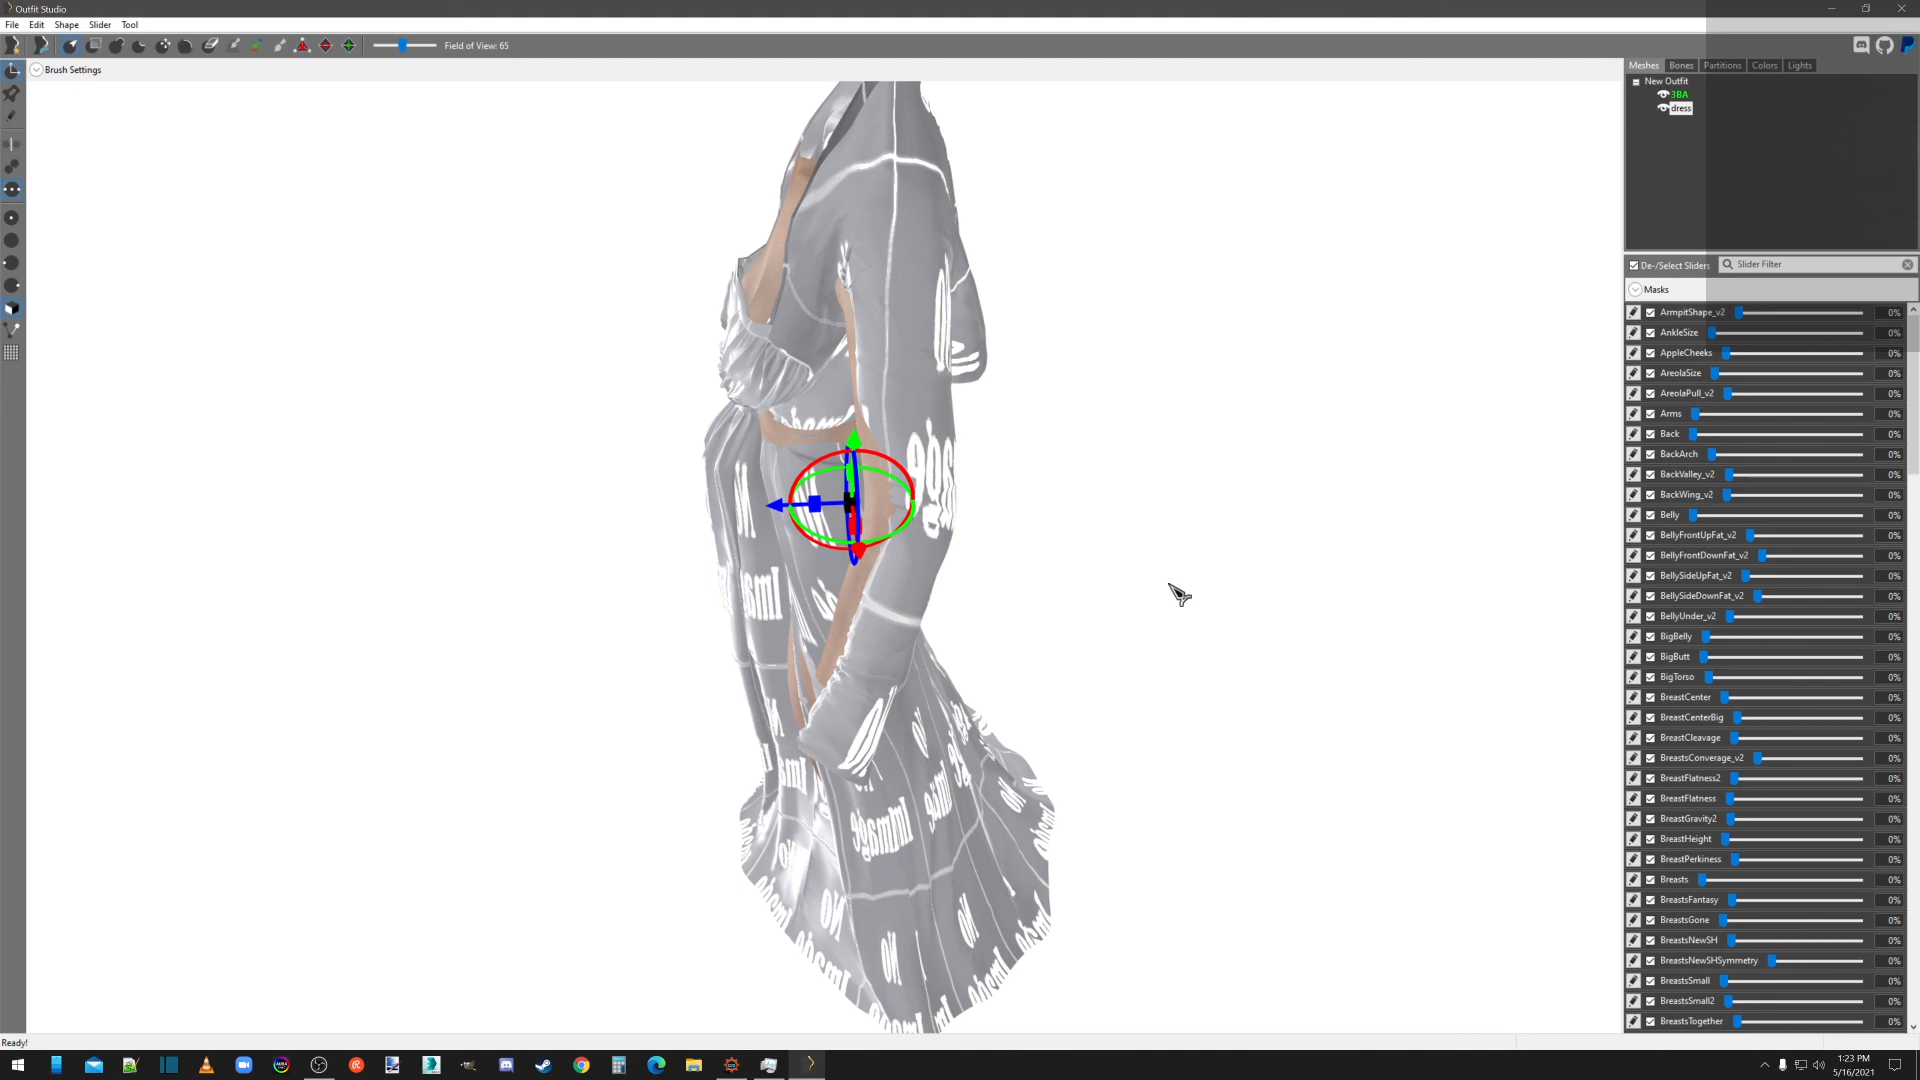 Outfit Studio
File Edit Shape Slider Tool
Field of View: 65
Brush Settings
Meshes Bones Partitions Colors Lights
New Outfit
3BA
dress
De-/Select Sliders Slider Filter
Masks
ArmpitShape_v2 0%
AnkleSize 0%
AppleCheeks 0%
AreolaSize 0%
AreolaPull_v2 0%
Arms 0%
Back 0%
BackArch 0%
BackValley_v2 0%
BackWing_v2 0%
Belly 0%
BellyFrontUpFat_v2 0%
BellyFrontDownFat_v2 0%
BellySideUpFat_v2 0%
BellySideDownFat_v2 0%
BellyUnder_v2 0%
BigBelly 0%
BigButt 0%
BigTorso 0%
BreastCenter 0%
BreastCenterBig 0%
BreastCleavage 0%
BreastsConverage_v2 0%
BreastFlatness2 0%
BreastFlatness 0%
BreastGravity2 0%
BreastHeight 0%
BreastPerkiness 0%
Breasts 0%
BreastsFantasy 0%
BreastsGone 0%
BreastsNewSH 0%
BreastsNewSHSymmetry 0%
BreastsSmall 0%
BreastsSmall2 0%
BreastsTogether 0%
No
No
No
No
Ready!
1:23 PM
5/16/2021